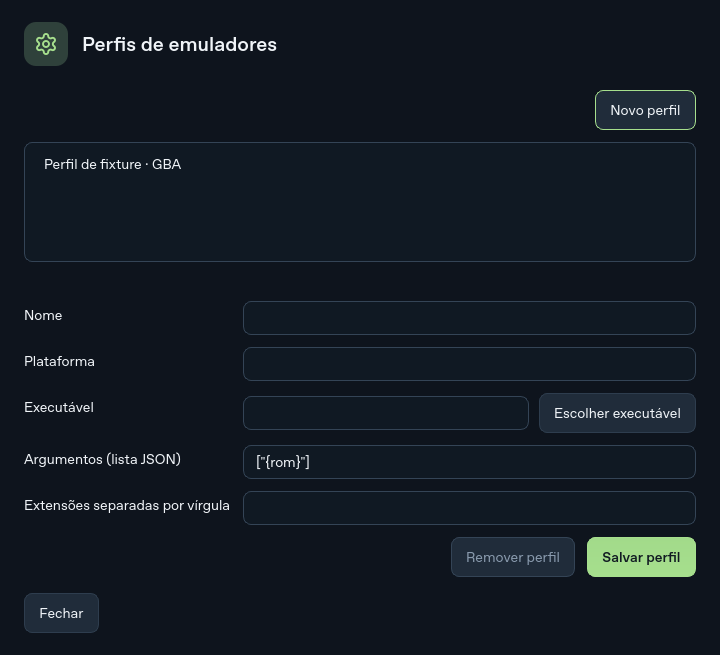 Perfis de emuladores
Novo perfil
Perfil de fixture · GBA
Nome
Plataforma
Executável
Escolher executável
Argumentos (lista JSON)
["{rom}"]
Extensões separadas por vírgula
Remover perfil
Salvar perfil
Fechar